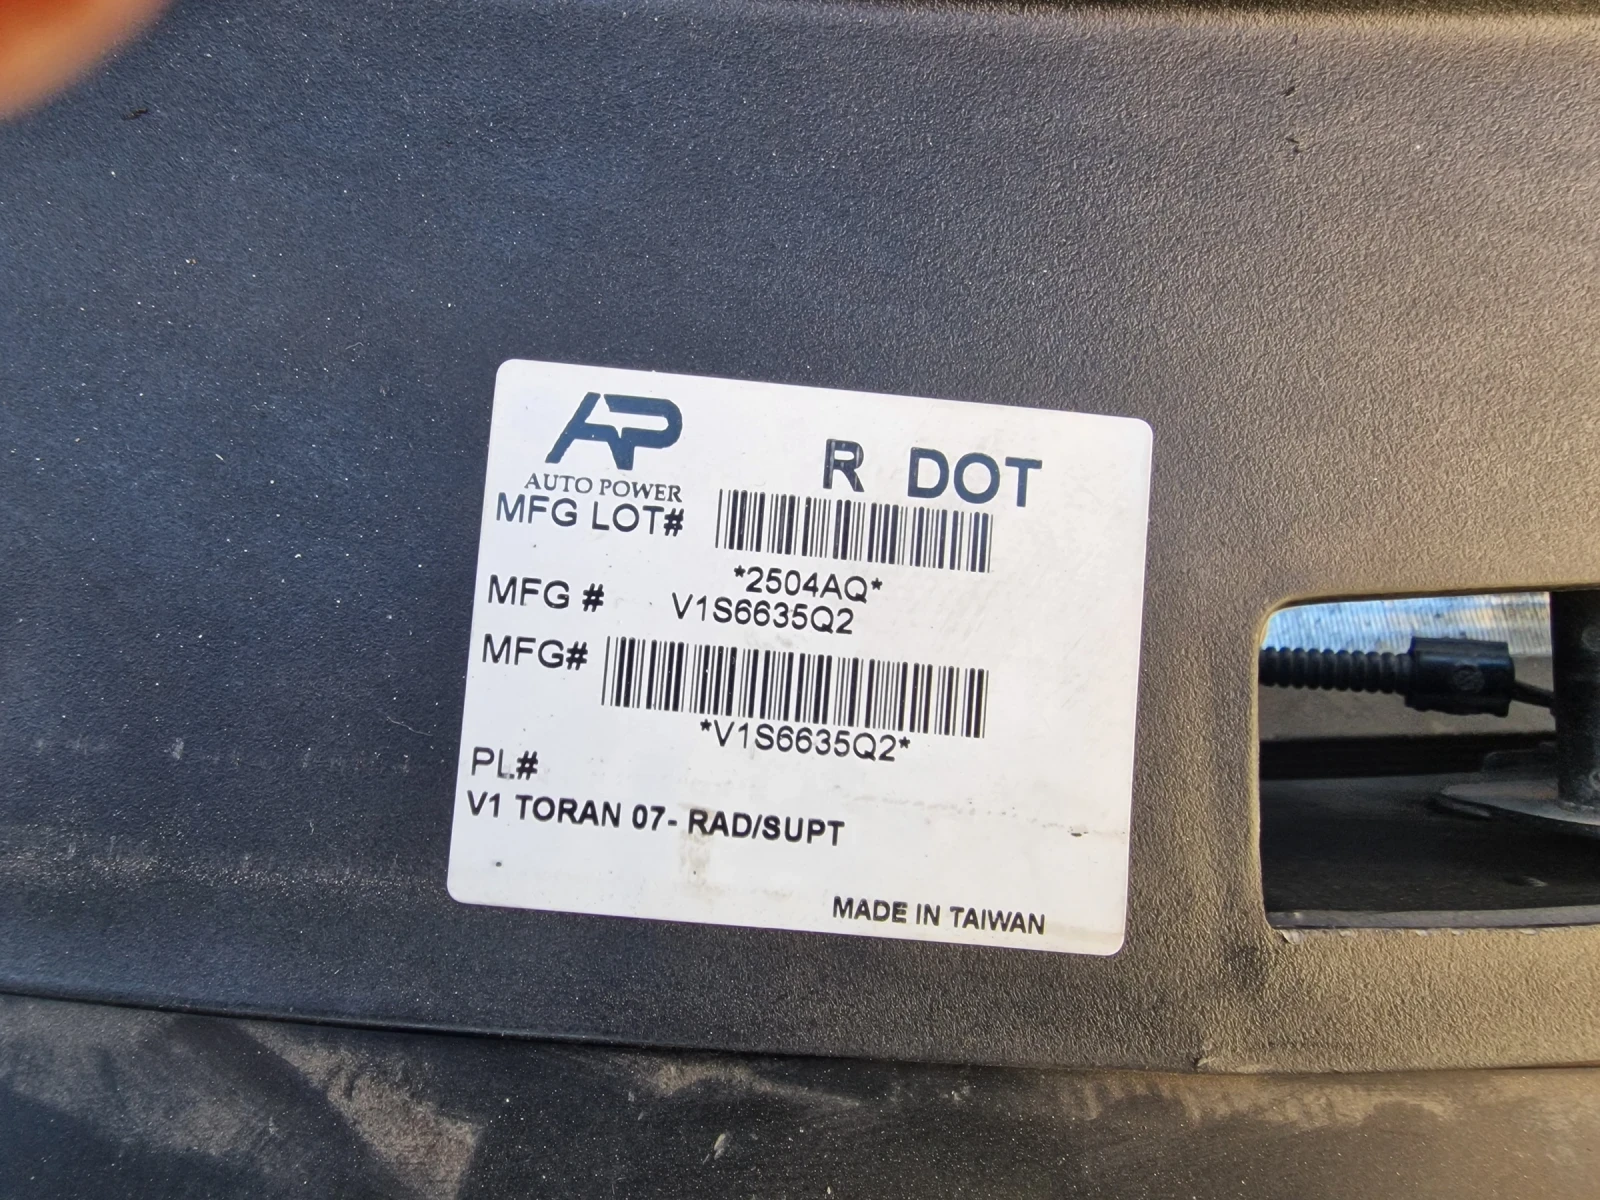 AP
AUTO POWER
R DOT
MFG LOT#
*2504AQ*
MFG # V1S6635Q2
MFG#
*V1S6635Q2*
PL#
V1 TORAN 07- RAD/SUPT
MADE IN TAIWAN